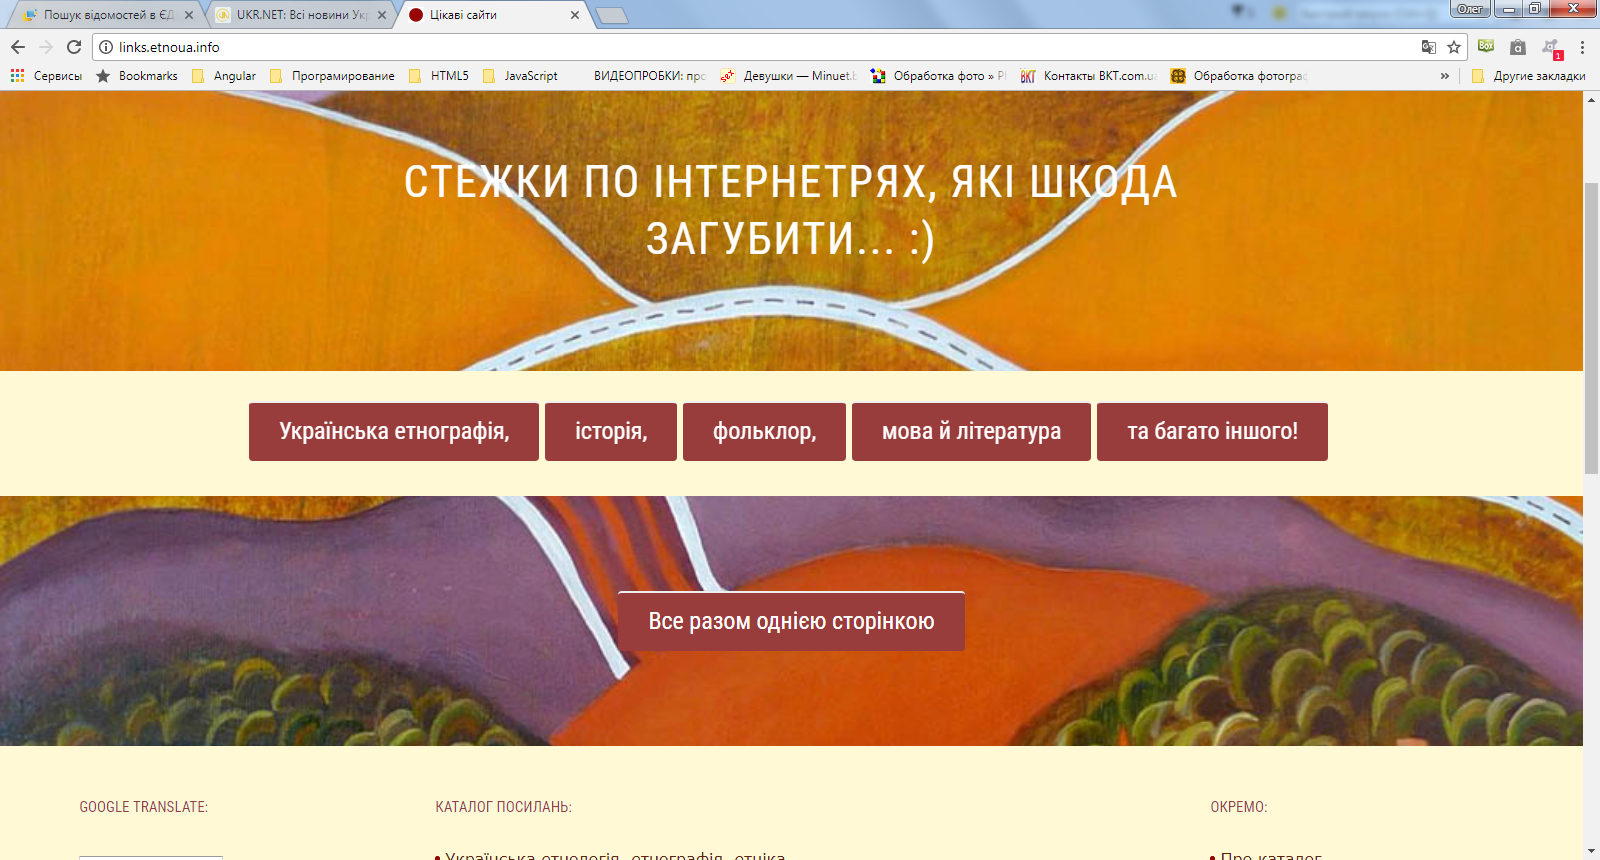 Пошук відомостей в ЄД
UKR.NET: Всі новини Укр
Цікаві сайти
Олег
links.etnoua.info
Сервисы
Bookmarks
Angular
Програмирование
HTML5
JavaScript
ВИДЕОПРОБКИ: про
Девушки — Minuet.b
Обработка фото » P
BKT
Контакты BKT.com.u
Обработка фотограф
»
Другие закладки
Box
a
1
СТЕЖКИ ПО ІНТЕРНЕТРЯХ, ЯКІ ШКОДА
ЗАГУБИТИ... :)
Українська етнографія,
історія,
фольклор,
мова й література
та багато іншого!
Все разом однією сторінкою
GOOGLE TRANSLATE:
КАТАЛОГ ПОСИЛАНЬ:
ОКРЕМО:
• Українська етнологія, етнографія, етніка
• Про каталог